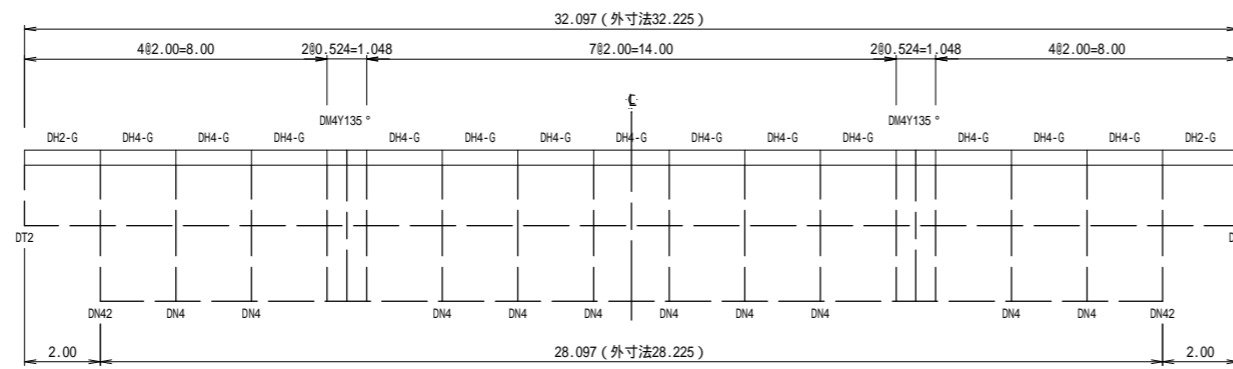 32.097 (外寸法32.225)
4@2.00=8.00 2@0.524=1.048 7@2.00=14.00 2@0.524=1.048 4@2.00=8.00
℄
DM4Y135° DM4Y135°
DH2-G DH4-G DH4-G DH4-G DH4-G DH4-G DH4-G DH4-G DH4-G DH4-G DH4-G DH4-G DH4-G DH4-G DH2-G
DT2
DN42 DN4 DN4 DN4 DN4 DN4 DN4 DN4 DN4 DN4 DN4 DN42
2.00 28.097 (外寸法28.225) 2.00